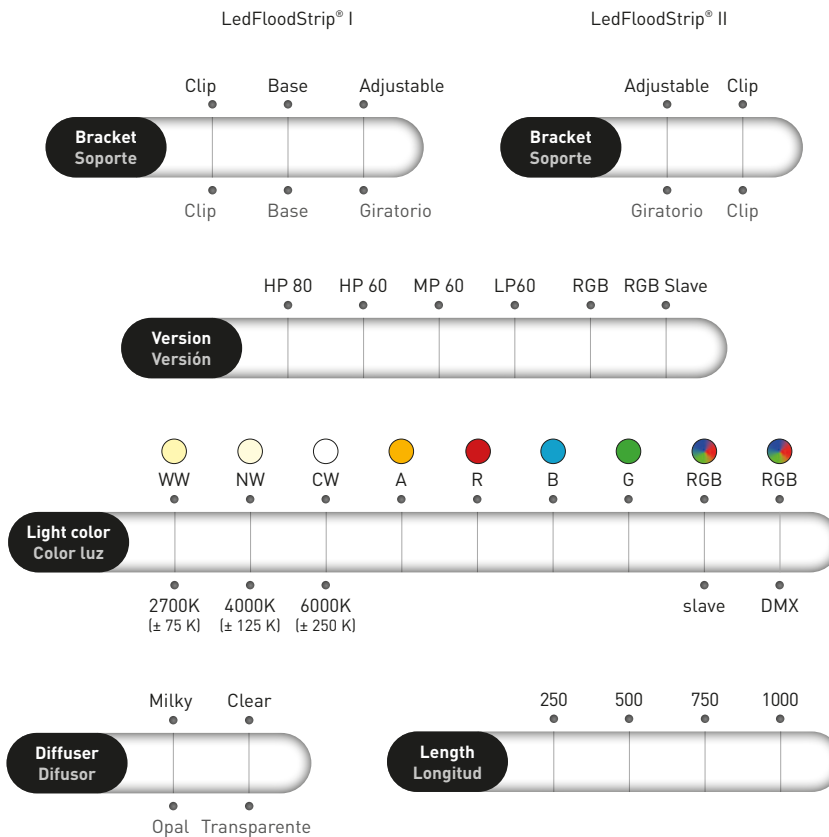 LedFloodStrip® I
LedFloodStrip® II
Clip Base Adjustable
Bracket
Soporte
Clip Base Giratorio
Adjustable Clip
Bracket
Soporte
Giratorio Clip
HP 80 HP 60 MP 60 LP60 RGB RGB Slave
Version
Versión
WW NW CW A R B G RGB RGB
Light color
Color luz
2700K 4000K 6000K slave DMX
(± 75 K) (± 125 K) (± 250 K)
Milky Clear
Diffuser
Difusor
Opal Transparente
250 500 750 1000
Length
Longitud